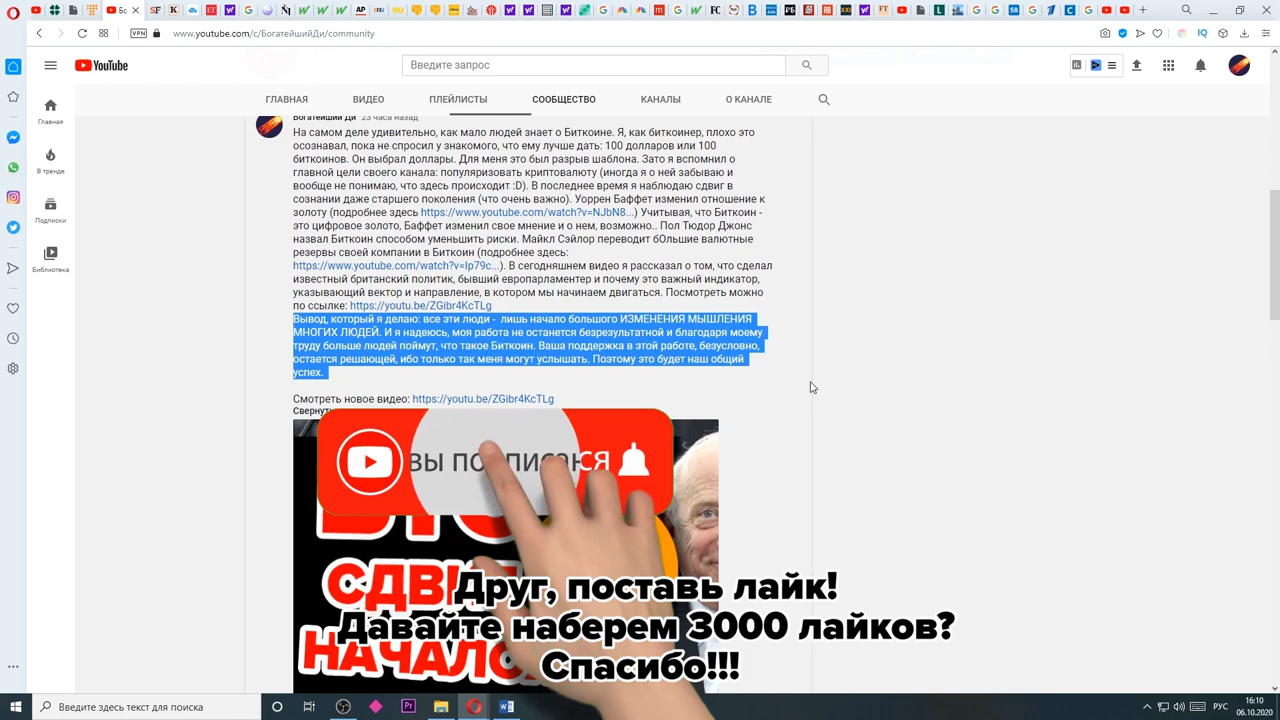 Бо
www.youtube.com/c/БогатейшийДи/community
VPN
YouTube
Введите запрос
ГЛАВНАЯ
ВИДЕО
ПЛЕЙЛИСТЫ
СООБЩЕСТВО
КАНАЛЫ
О КАНАЛЕ
Главная
В тренде
Подписки
Библиотека
Богатейший Ди 23 часа назад
На самом деле удивительно, как мало людей знает о Биткоине. Я, как биткоинер, плохо это
осознавал, пока не спросил у знакомого, что ему лучше дать: 100 долларов или 100
биткоинов. Он выбрал доллары. Для меня это был разрыв шаблона. Зато я вспомнил о
главной цели своего канала: популяризовать криптовалюту (иногда я о ней забываю и
вообще не понимаю, что здесь происходит :D). В последнее время я наблюдаю сдвиг в
сознании даже старшего поколения (что очень важно). Уоррен Баффет изменил отношение к
золоту (подробнее здесь https://www.youtube.com/watch?v=NJbN8...) Учитывая, что Биткоин -
это цифровое золото, Баффет изменил свое мнение и о нем, возможно.. Пол Тюдор Джонс
назвал Биткоин способом уменьшить риски. Майкл Сэйлор переводит бОльшие валютные
резервы своей компании в Биткоин (подробнее здесь:
https://www.youtube.com/watch?v=Ip79c...). В сегодняшнем видео я рассказал о том, что сделал
известный британский политик, бывший европарламентер и почему это важный индикатор,
указывающий вектор и направление, в котором мы начинаем двигаться. Посмотреть можно
по ссылке: https://youtu.be/ZGibr4KcTLg
Вывод, который я делаю: все эти люди - лишь начало большого ИЗМЕНЕНИЯ МЫШЛЕНИЯ
МНОГИХ ЛЮДЕЙ. И я надеюсь, моя работа не останется безрезультатной и благодаря моему
труду больше людей поймут, что такое Биткоин. Ваша поддержка в этой работе, безусловно,
остается решающей, ибо только так меня могут услышать. Поэтому это будет наш общий
успех.
Смотреть новое видео: https://youtu.be/ZGibr4KcTLg
Свернуть
Друг, поставь лайк!
Давайте наберем 3000 лайков?
Спасибо!!!
Введите здесь текст для поиска
РУС
16:10
06.10.2020